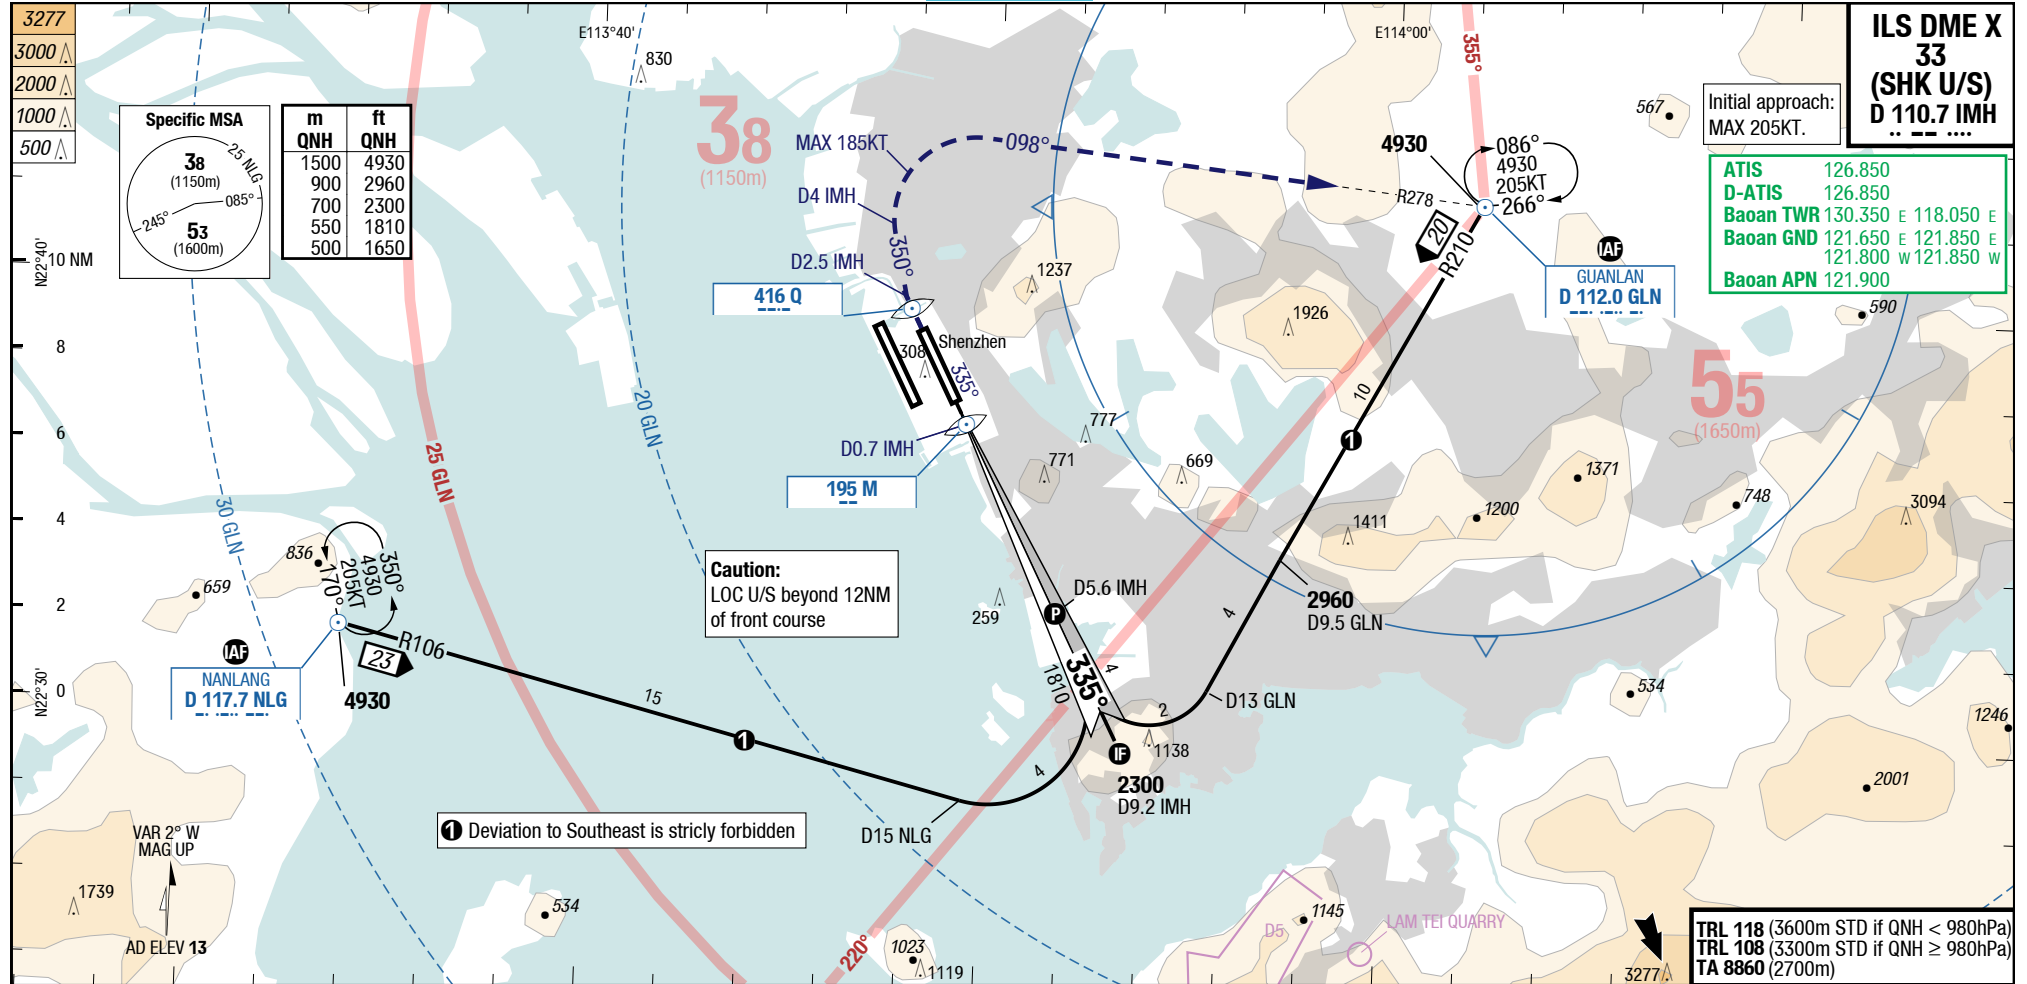 3277
3000
2000
1000
500
Specific MSA
38
(1150m)
25 NLG
085°
245°
53
(1600m)
m
QNH
ft
QNH
1500 4930
900 2960
700 2300
550 1810
500 1650
E113°40'
E114°00'
830
38
(1150m)
MAX 185KT
098°
D4 IMH
350°
D2.5 IMH
416 Q
308
Shenzhen
335°
D0.7 IMH
195 M
1237
777
771
669
1926
355°
4930
086°
4930
205KT
266°
R278
20
R210
IAF
GUANLAN
D 112.0 GLN
567
Initial approach:
MAX 205KT.
ILS DME X
33
(SHK U/S)
D 110.7 IMH
ATIS 126.850
D-ATIS 126.850
Baoan TWR 130.350 E 118.050 E
Baoan GND 121.650 E 121.850 E
121.800 W 121.850 W
Baoan APN 121.900
590
55
(1650m)
N22°40'
10 NM
8
6
4
2
0
N22°30'
30 GLN
25 GLN
20 GLN
10
1
1371
1200
1411
748
3094
836
659
350°
4930
205KT
170°
IAF
NANLANG
D 117.7 NLG
R106
23
4930
15
1
Caution:
LOC U/S beyond 12NM
of front course
259
D5.6 IMH
P
4
335°
1810
4
2960
D9.5 GLN
D13 GLN
2
1138
IF
2300
D9.2 IMH
4
D15 NLG
534
1246
2001
1 Deviation to Southeast is stricly forbidden
VAR 2° W
MAG UP
1739
AD ELEV 13
534
220°
1023
1119
D5
1145
LAM TEI QUARRY
3277
TRL 118 (3600m STD if QNH < 980hPa)
TRL 108 (3300m STD if QNH ≥ 980hPa)
TA 8860 (2700m)